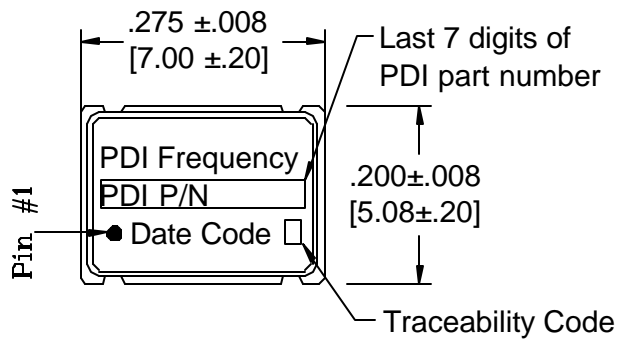 .275 ±.008
[7.00 ±.20]
Last 7 digits of
PDI part number
PDI Frequency
PDI P/N
Date Code
Pin #1
.200±.008
[5.08±.20]
Traceability Code